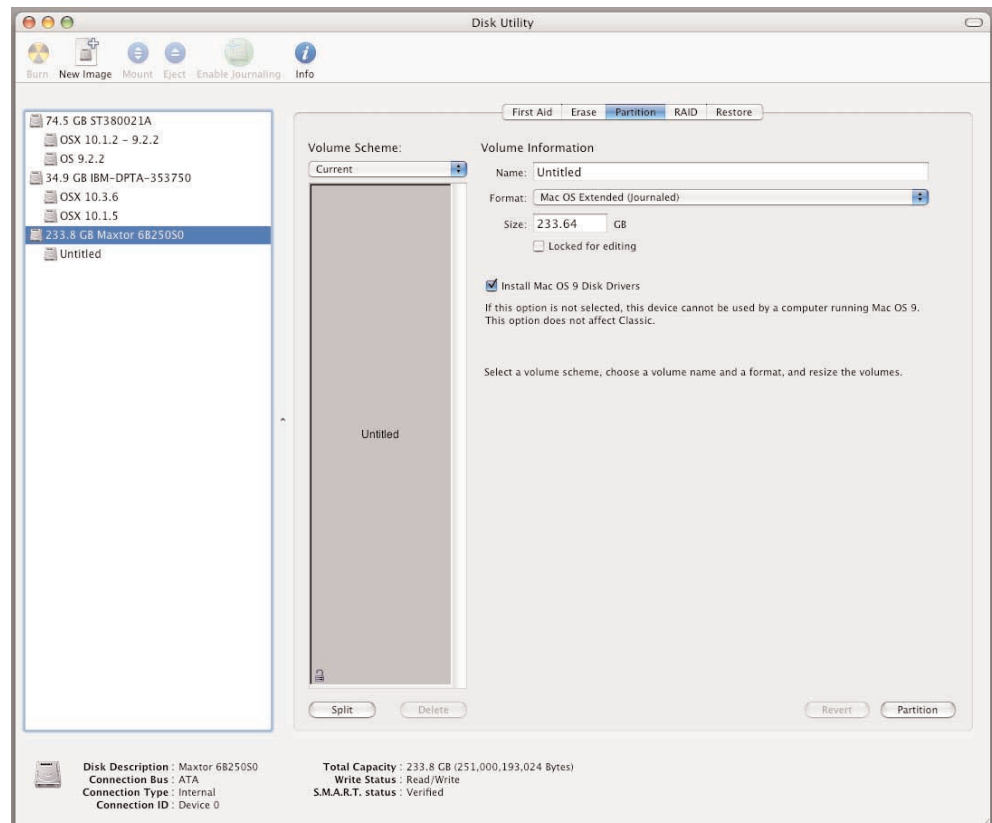 Disk Utility
Burn New Image Mount Eject Enable Journaling Info
74.5 GB ST380021A
OSX 10.1.2 - 9.2.2
OS 9.2.2
34.9 GB IBM-DPTA-353750
OSX 10.3.6
OSX 10.1.5
233.8 GB Maxtor 6B250S0
Untitled
First Aid Erase Partition RAID Restore
Volume Scheme:
Current
Untitled
Split Delete
Volume Information
Name: Untitled
Format: Mac OS Extended (Journaled)
Size: 233.64 GB
Locked for editing
Install Mac OS 9 Disk Drivers
If this option is not selected, this device cannot be used by a computer running Mac OS 9.
This option does not affect Classic.
Select a volume scheme, choose a volume name and a format, and resize the volumes.
Revert Partition
Disk Description : Maxtor 6B250S0
Connection Bus : ATA
Connection Type : Internal
Connection ID : Device 0
Total Capacity : 233.8 GB (251,000,193,024 Bytes)
Write Status : Read/Write
S.M.A.R.T. status : Verified